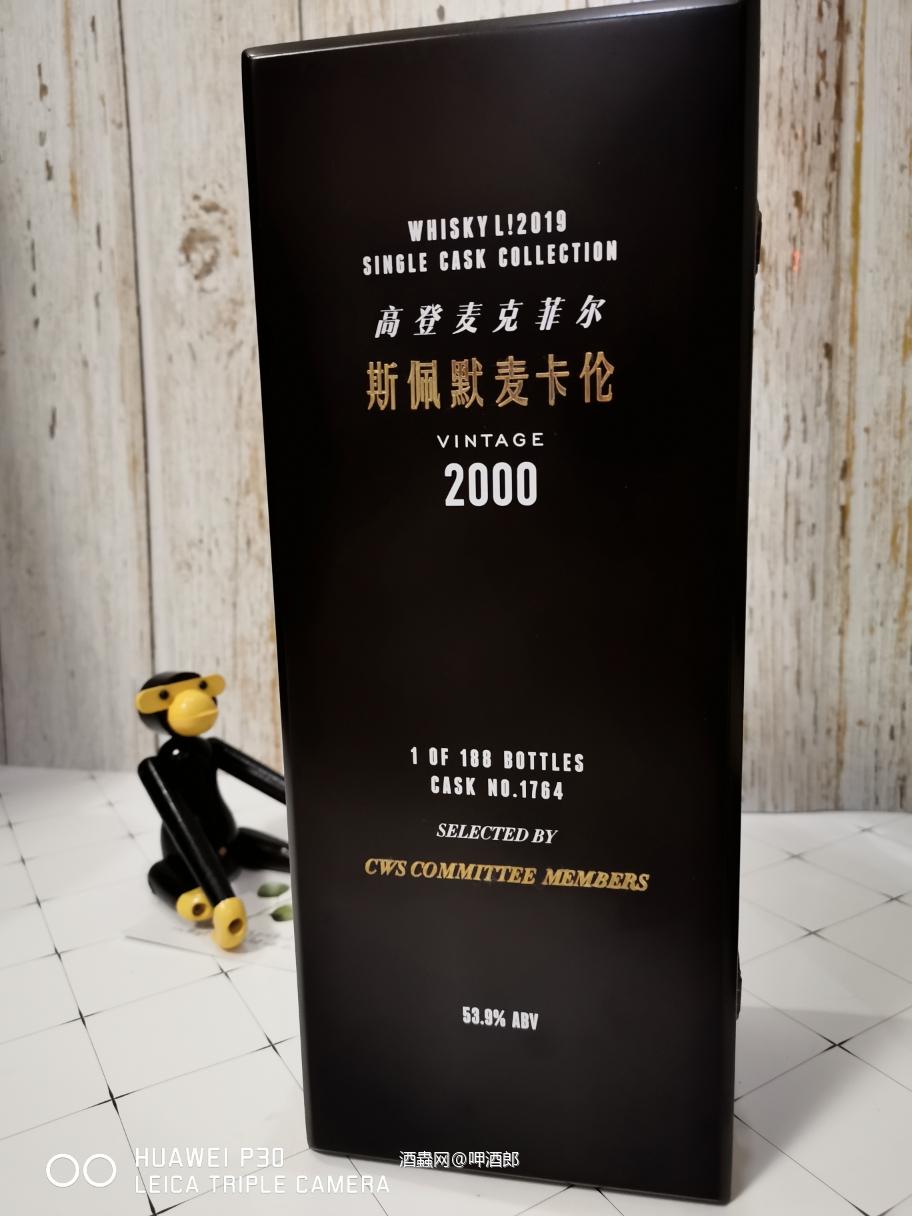 WHISKY L!2019
SINGLE CASK COLLECTION
高登麦克菲尔
斯佩默麦卡伦
VINTAGE
2000
1 OF 188 BOTTLES
CASK NO.1764
SELECTED BY
CWS COMMITTEE MEMBERS
53.9% ABV
酒蟲网@呷酒郎
HUAWEI P30
LEICA TRIPLE CAMERA